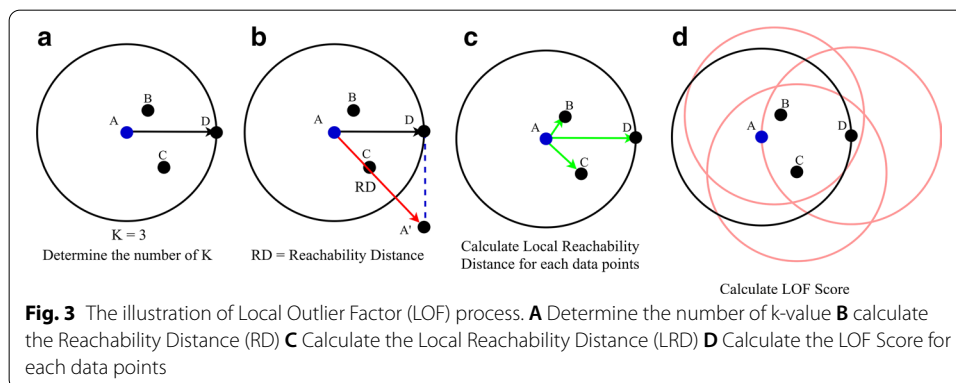 a
b
c
d
A
B
C
D
K = 3
Determine the number of K
A
B
C
D
RD
A'
RD = Reachability Distance
A
B
C
D
Calculate Local Reachability
Distance for each data points
A
B
C
D
Calculate LOF Score
Fig. 3 The illustration of Local Outlier Factor (LOF) process. A Determine the number of k-value B calculate
the Reachability Distance (RD) C Calculate the Local Reachability Distance (LRD) D Calculate the LOF Score for
each data points